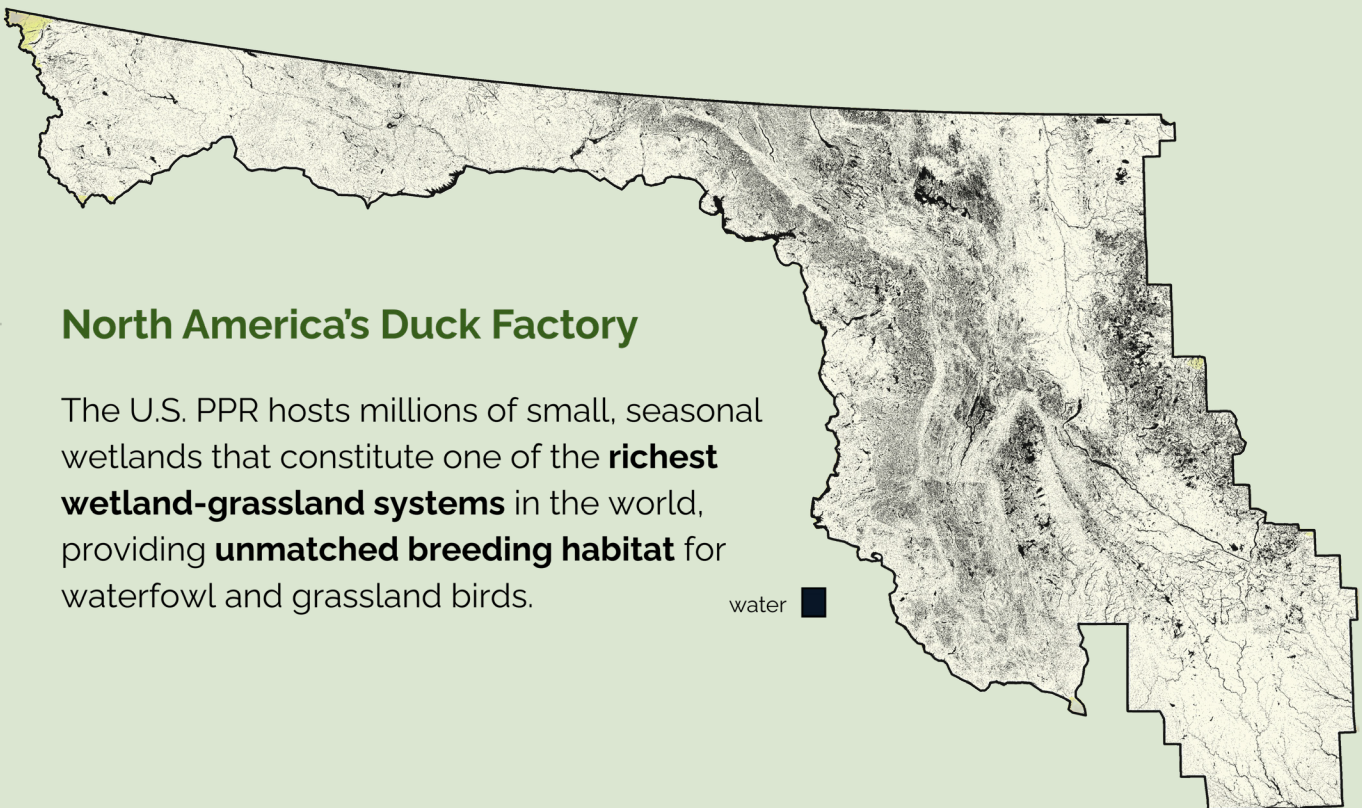 North America’s Duck Factory
The U.S. PPR hosts millions of small, seasonal
wetlands that constitute one of the richest
wetland-grassland systems in the world,
providing unmatched breeding habitat for
waterfowl and grassland birds.
water